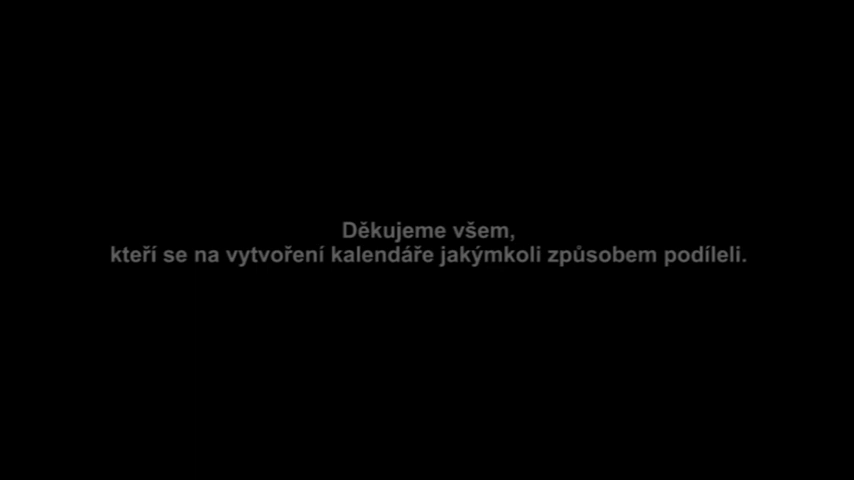 Děkujeme všem,
kteří se na vytvoření kalendáře jakýmkoli způsobem podíleli.